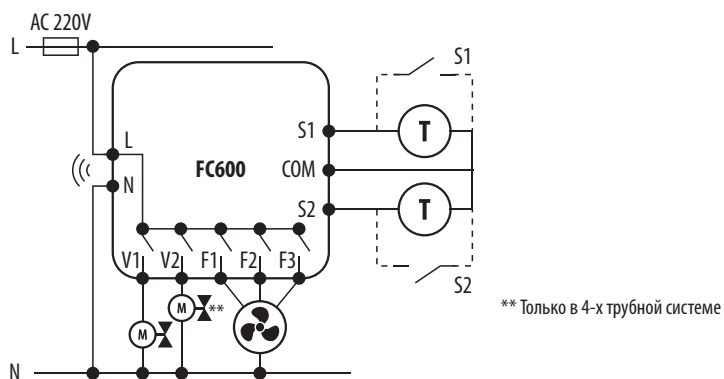 AC 220V
L
S1
T
S1
L
FC600
COM
N
T
S2
V1 V2 F1 F2 F3
S2
M **
M
** Только в 4-х трубной системе
N